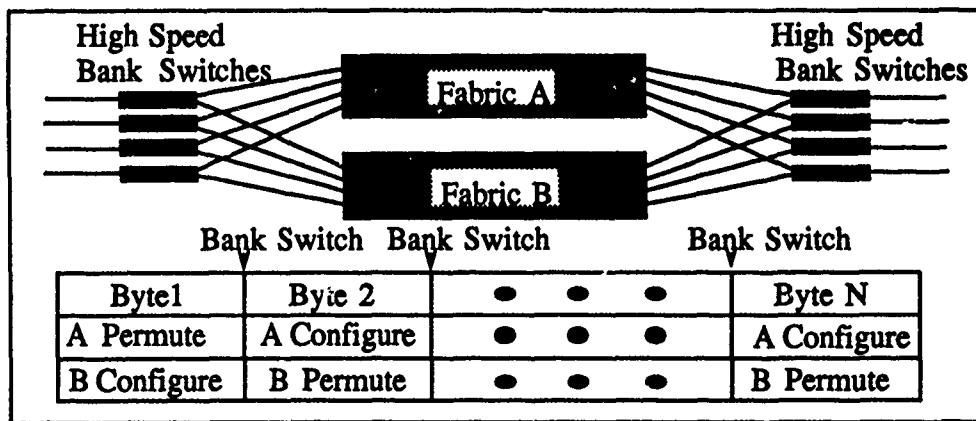 High Speed
Bank Switches
High Speed
Bank Switches
Fabric A
Fabric B
Bank Switch Bank Switch Bank Switch
Byte1 Byte 2 Byte N
A Permute A Configure A Configure
B Configure B Permute B Permute